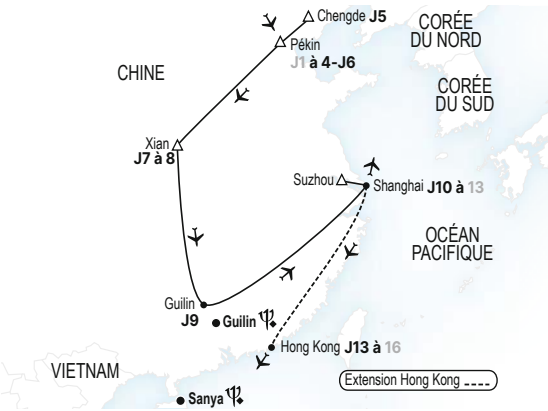 Chengde J5
CORÉE
DU NORD
Pékin
J1 à 4-J6
CHINE
CORÉE
DU SUD
Xian
J7 à 8
Suzhou
Shanghai J10 à 13
OCÉAN
PACIFIQUE
Guilin
J9
Guilin
Hong Kong J13 à 16
VIETNAM
Extension Hong Kong ----
Sanya